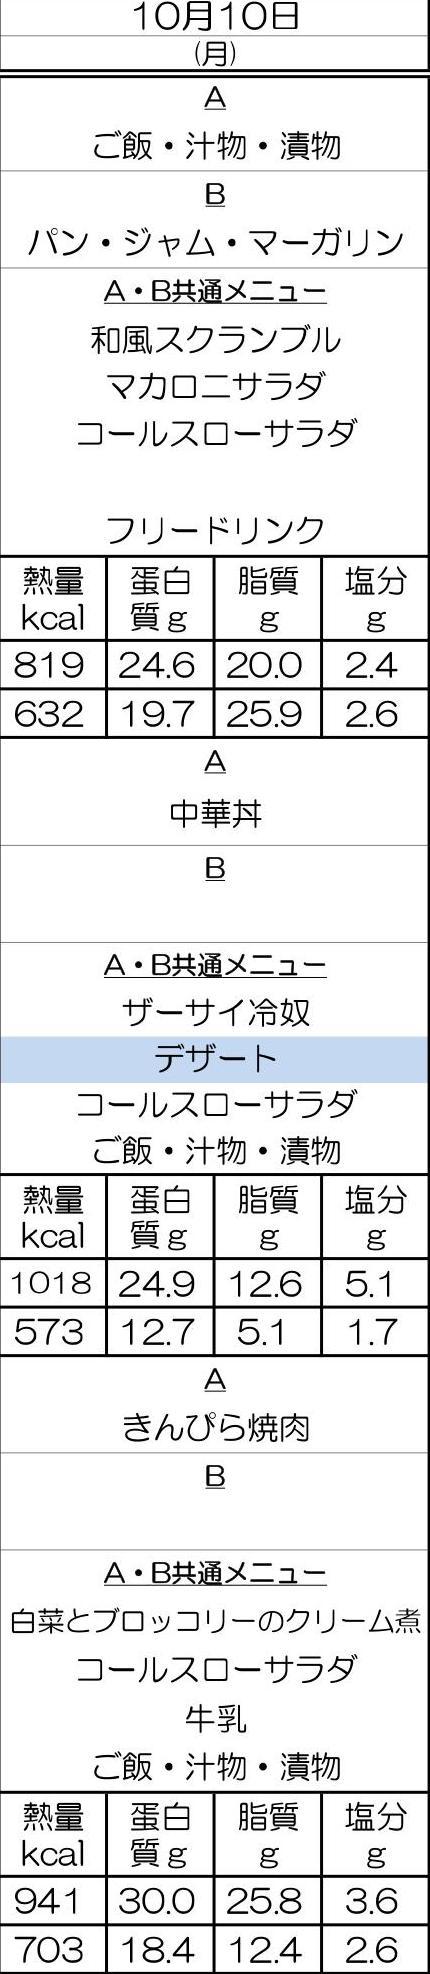 10月10日
(月)
A
ご飯・汁物・漬物
B
パン・ジャム・マーガリン
A・B共通メニュー
和風スクランブル
マカロニサラダ
コールスローサラダ
フリードリンク
熱量 蛋白 脂質 塩分
kcal 質g g g
819 24.6 20.0 2.4
632 19.7 25.9 2.6
A
中華丼
B
A・B共通メニュー
ザーサイ冷奴
デザート
コールスローサラダ
ご飯・汁物・漬物
熱量 蛋白 脂質 塩分
kcal 質g g g
1018 24.9 12.6 5.1
573 12.7 5.1 1.7
A
きんぴら焼肉
B
A・B共通メニュー
白菜とブロッコリーのクリーム煮
コールスローサラダ
牛乳
ご飯・汁物・漬物
熱量 蛋白 脂質 塩分
kcal 質g g g
941 30.0 25.8 3.6
703 18.4 12.4 2.6